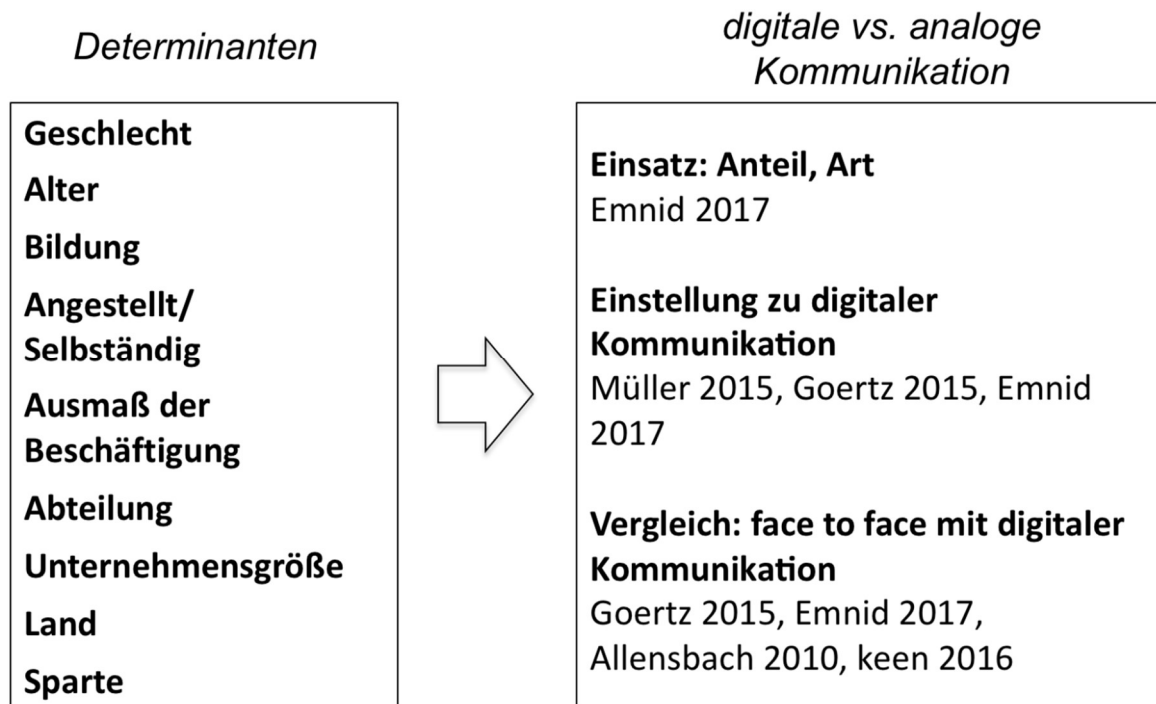 Determinanten
Geschlecht
Alter
Bildung
Angestellt/
Selbständig
Ausmaß der
Beschäftigung
Abteilung
Unternehmensgröße
Land
Sparte
digitale vs. analoge
Kommunikation
Einsatz: Anteil, Art
Emnid 2017
Einstellung zu digitaler
Kommunikation
Müller 2015, Goertz 2015, Emnid
2017
Vergleich: face to face mit digitaler
Kommunikation
Goertz 2015, Emnid 2017,
Allensbach 2010, keen 2016